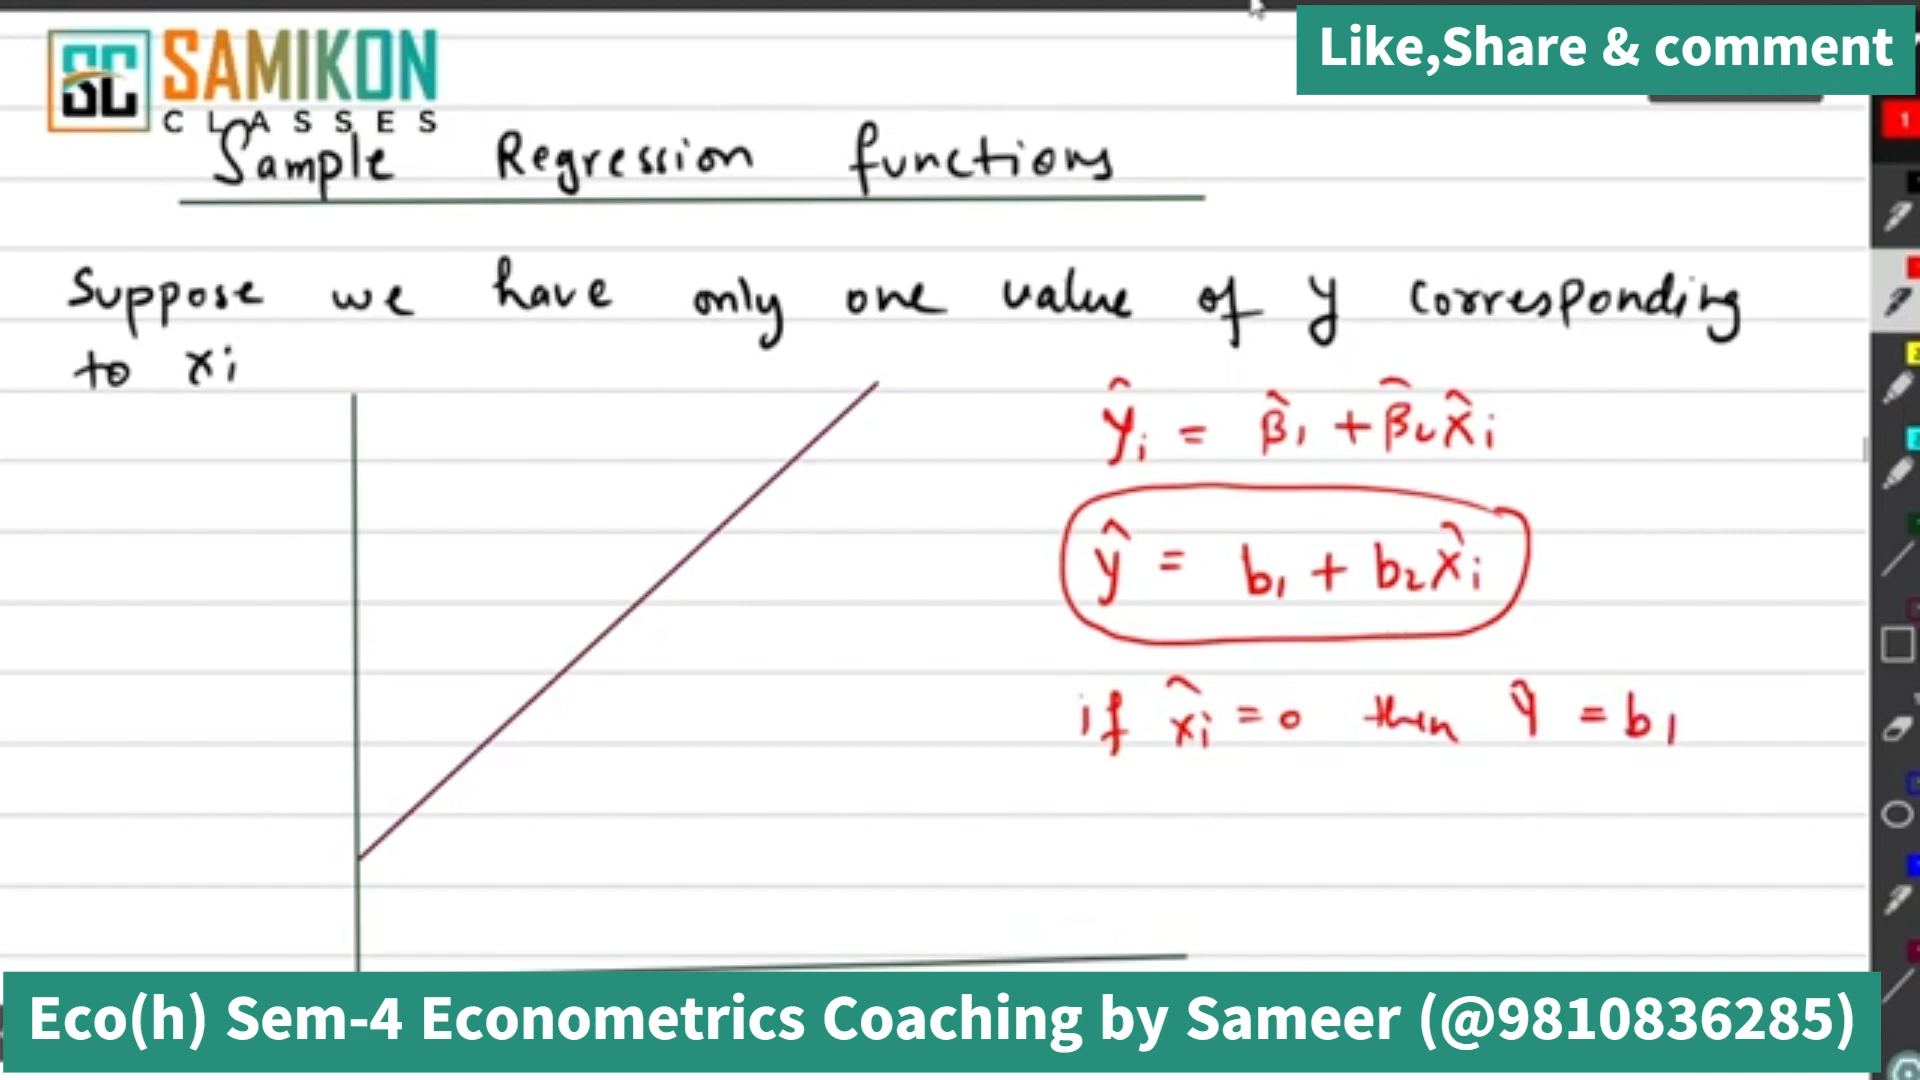 Like,Share & comment
SC SAMIKON
CLASSES
Sample Regression functions
Suppose we have only one value of y corresponding
to xi
ŷi = β̂1 + β̂2x̂i
ŷ = b1 + b2x̂i
if x̂i = 0 then ŷ = b1
Eco(h) Sem-4 Econometrics Coaching by Sameer (@9810836285)